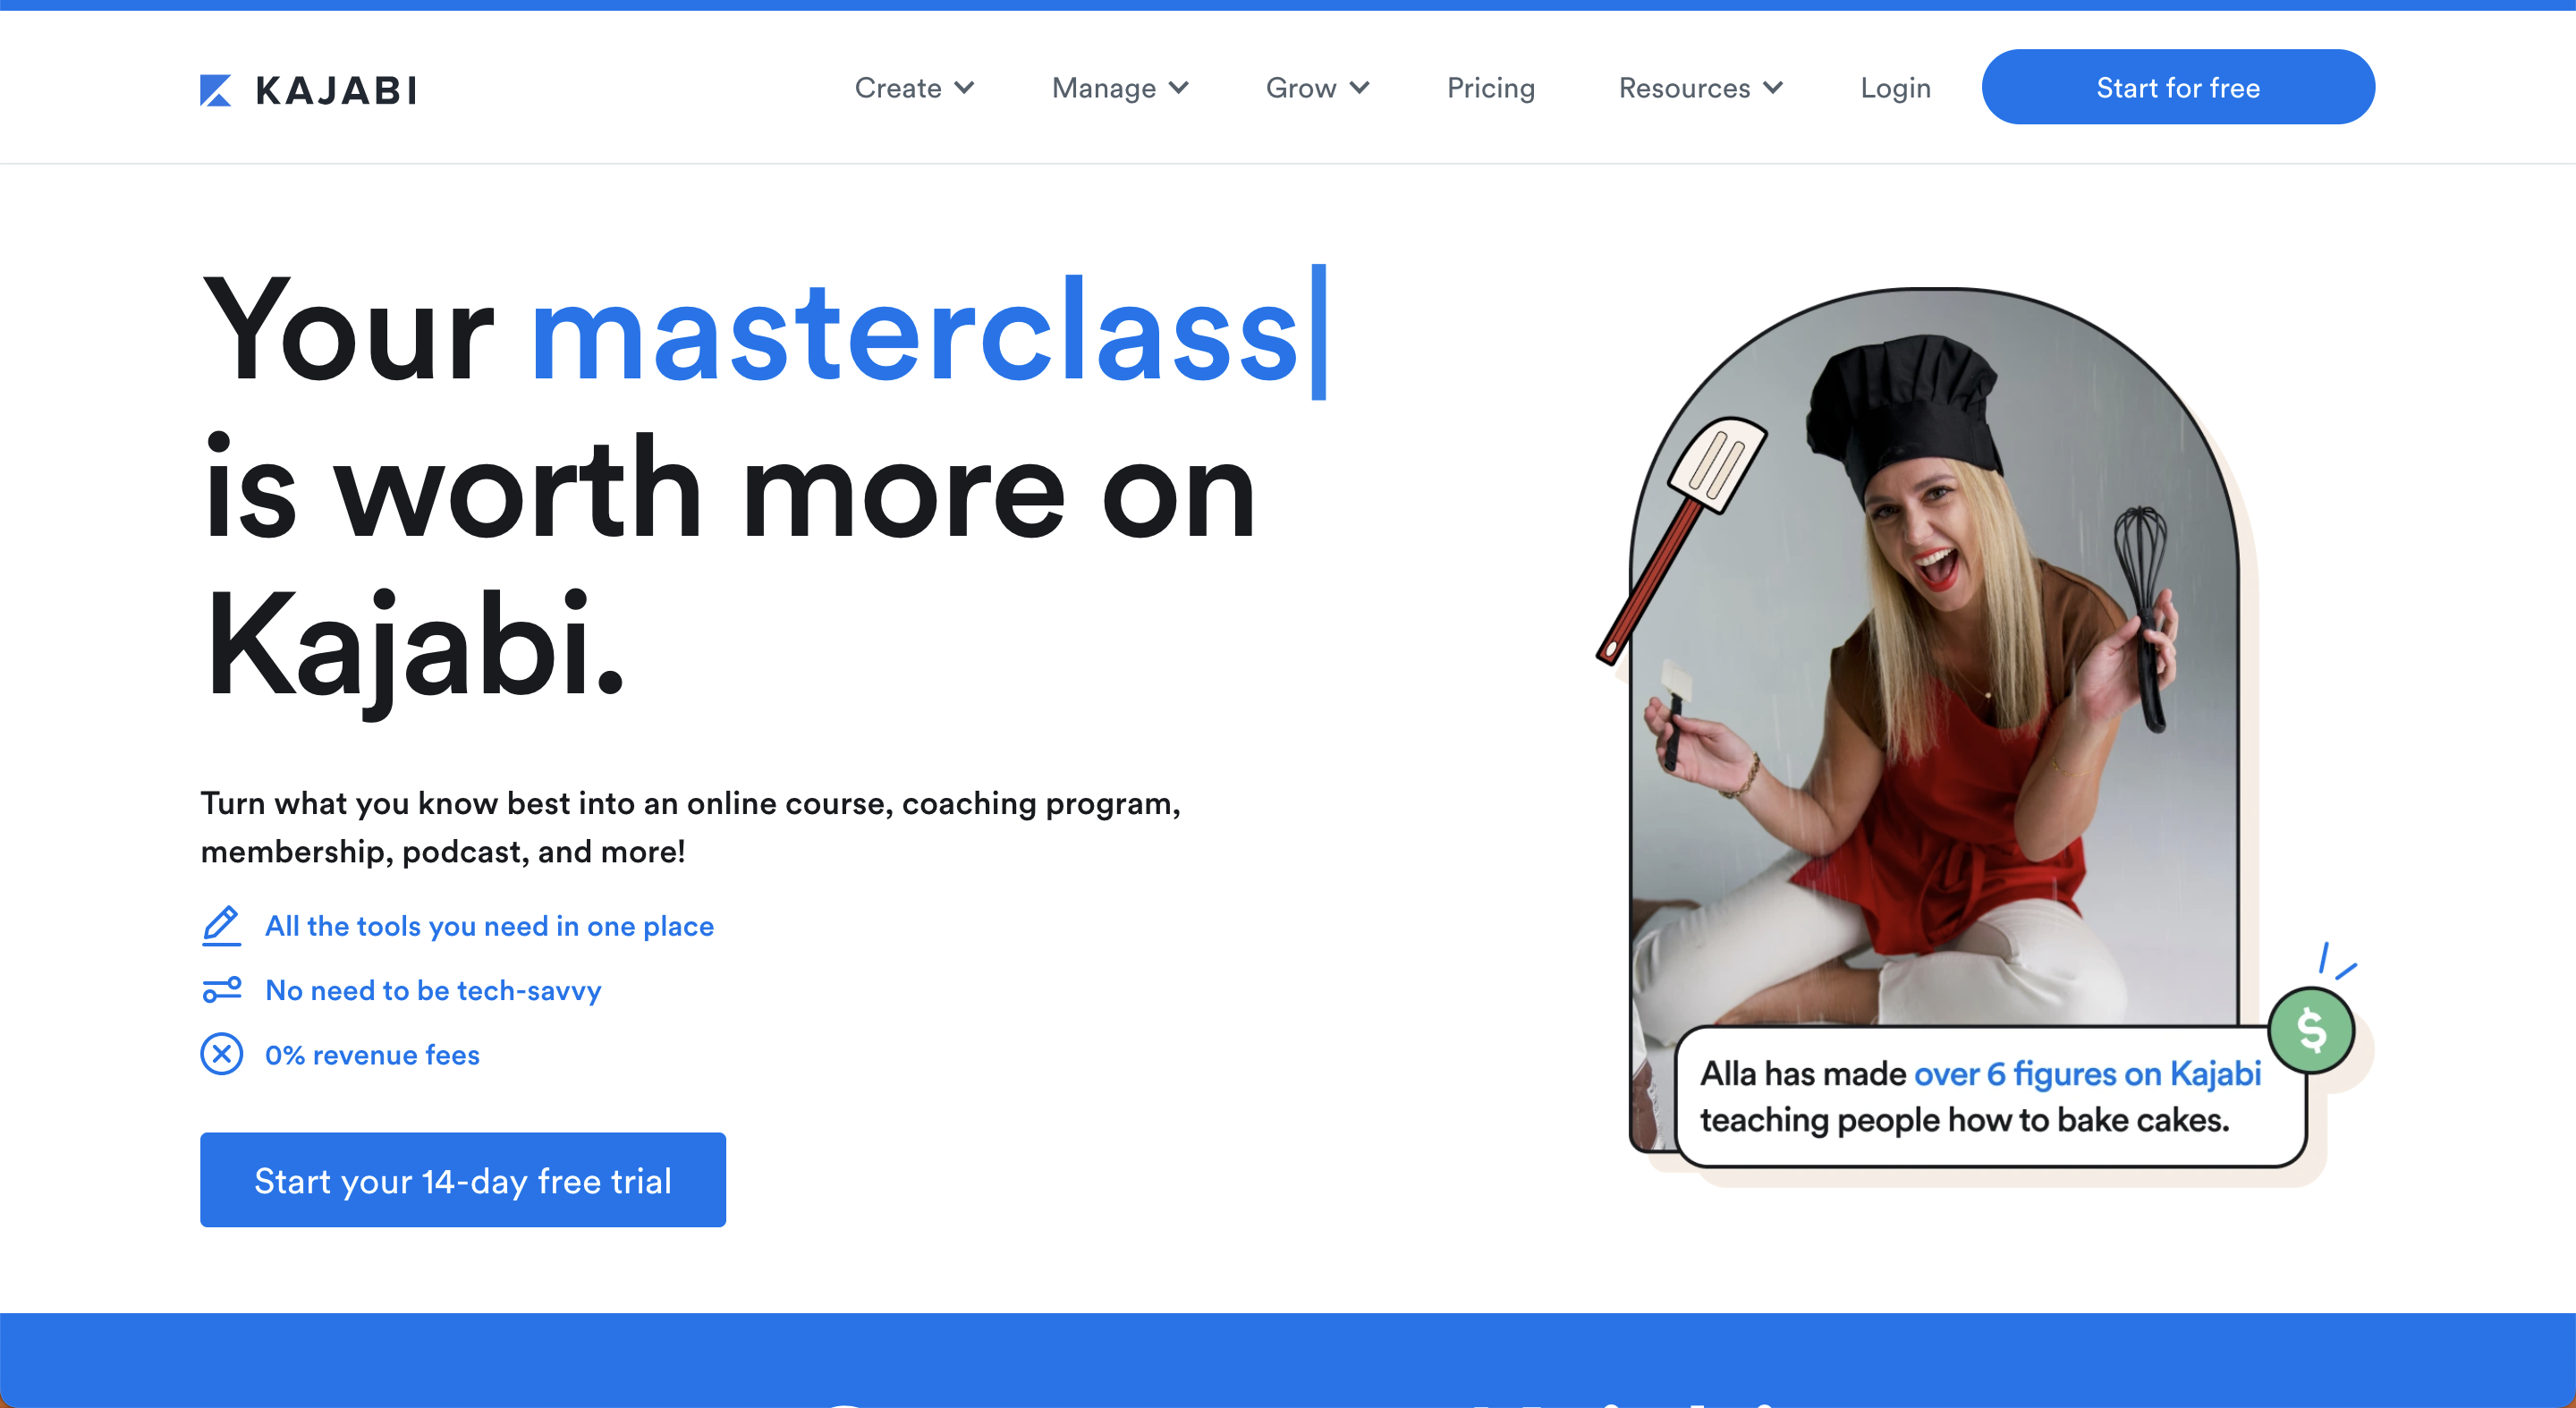 KAJABI
Create
Manage
Grow
Pricing
Resources
Login
Start for free
Your masterclass
is worth more on
Kajabi.
Turn what you know best into an online course, coaching program,
membership, podcast, and more!
All the tools you need in one place
No need to be tech-savvy
0% revenue fees
Start your 14-day free trial
$
Alla has made over 6 figures on Kajabi
teaching people how to bake cakes.